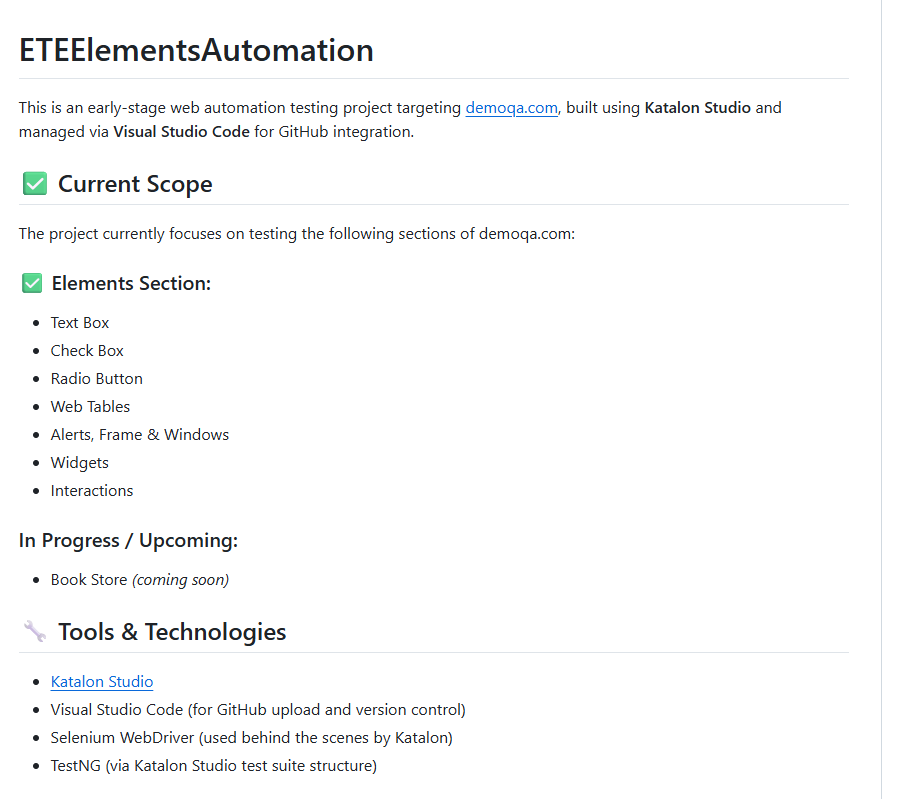 ETEElementsAutomation
This is an early-stage web automation testing project targeting demoqa.com, built using Katalon Studio and
managed via Visual Studio Code for GitHub integration.
✅ Current Scope
The project currently focuses on testing the following sections of demoqa.com:
✅ Elements Section:
• Text Box
• Check Box
• Radio Button
• Web Tables
• Alerts, Frame & Windows
• Widgets
• Interactions
In Progress / Upcoming:
• Book Store (coming soon)
🔧 Tools & Technologies
• Katalon Studio
• Visual Studio Code (for GitHub upload and version control)
• Selenium WebDriver (used behind the scenes by Katalon)
• TestNG (via Katalon Studio test suite structure)